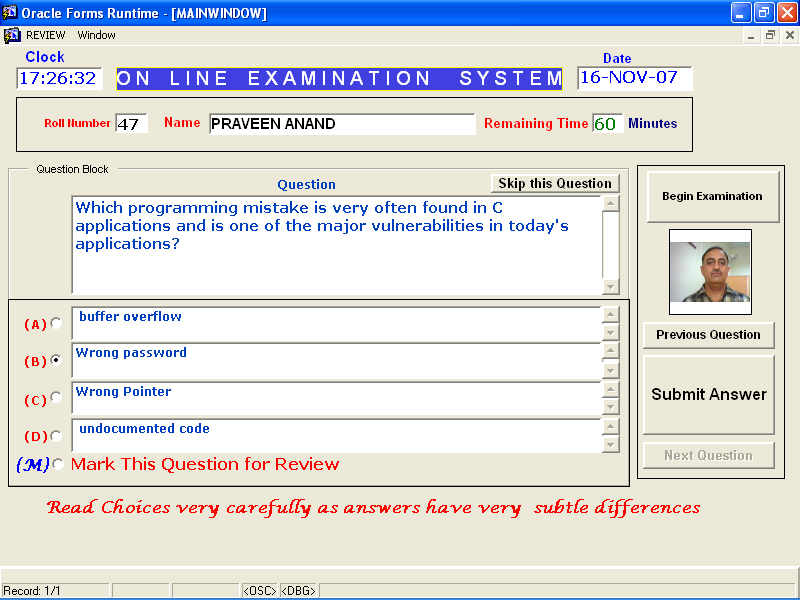 Oracle Forms Runtime - [MAINWINDOW]
REVIEW Window
Clock
Date
17:26:32
ON LINE EXAMINATION SYSTEM
16-NOV-07
Roll Number 47 Name PRAVEEN ANAND Remaining Time 60 Minutes
Question Block
Question
Skip this Question
Begin Examination
Which programming mistake is very often found in C
applications and is one of the major vulnerabilities in today's
applications?
(A) buffer overflow
Previous Question
(B) Wrong password
(C) Wrong Pointer
Submit Answer
(D) undocumented code
Next Question
(M) Mark This Question for Review
Read Choices very carefully as answers have very subtle differences
Record: 1/1 <OSC> <DBG>